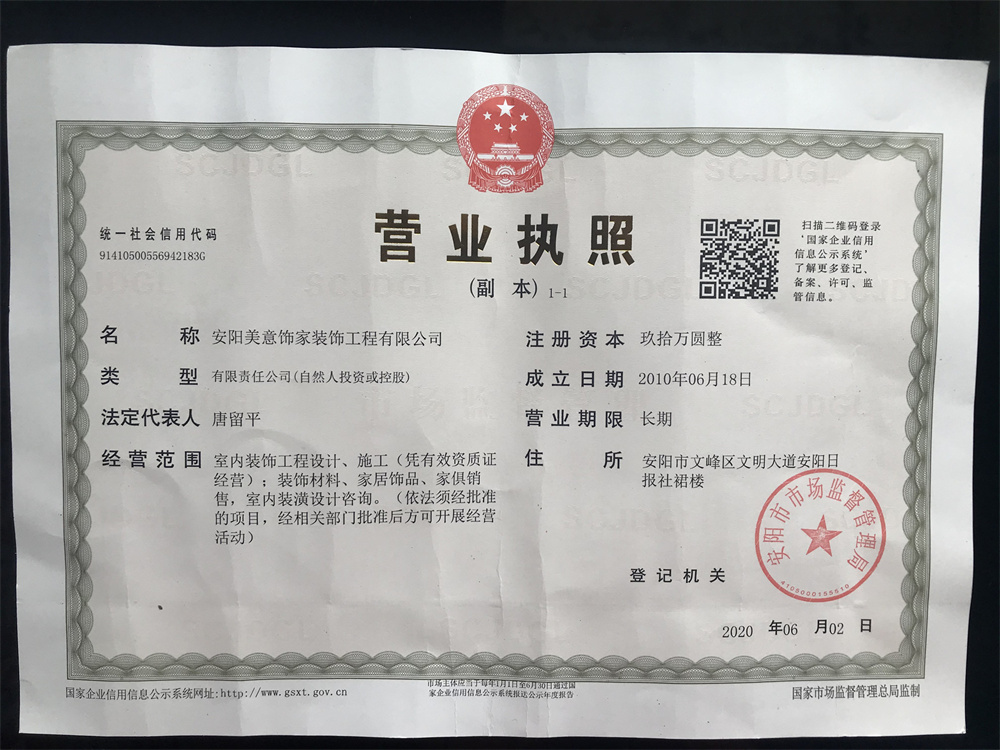 营业执照
(副 本) 1-1
统一社会信用代码
91410500556942183G
扫描二维码登录
‘国家企业信用
信息公示系统’
了解更多登记、
备案、许可、监
管信息。
名 称 安阳美意饰家装饰工程有限公司
类 型 有限责任公司(自然人投资或控股)
法定代表人 唐留平
经营范围 室内装饰工程设计、施工（凭有效资质证
经营）；装饰材料、家居饰品、家俱销
售，室内装潢设计咨询。（依法须经批准
的项目，经相关部门批准后方可开展经营
活动）
注册资本 玖拾万圆整
成立日期 2010年06月18日
营业期限 长期
住 所 安阳市文峰区文明大道安阳日
报社裙楼
登记机关
安阳市市场监督管理局
4105000155610
2020 年06 月02 日
国家企业信用信息公示系统网址:http://www.gsxt.gov.cn
市场主体应当于每年1月1日至6月30日通过国
家企业信用信息公示系统报送公示年度报告
国家市场监督管理总局监制
SCJDGL
SCJDGL
SCJDGL
SCJDGL
SCJDGL